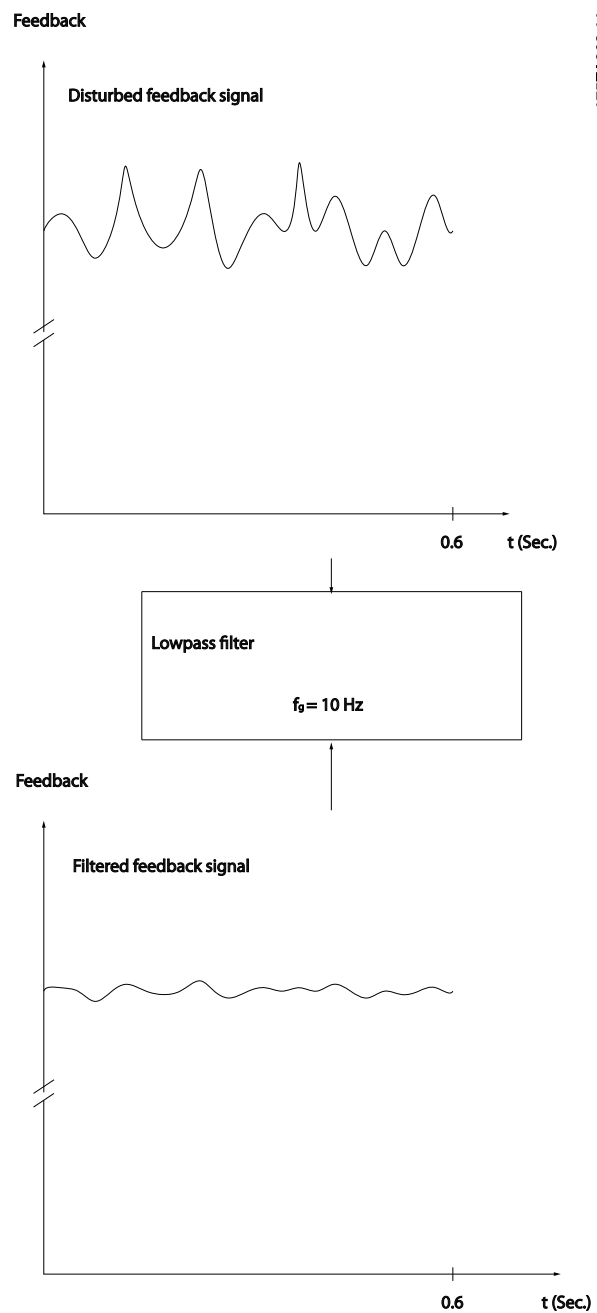 Feedback
Disturbed feedback signal
0.6 t (Sec.)
Lowpass filter
fg = 10 Hz
Feedback
Filtered feedback signal
0.6 t (Sec.)